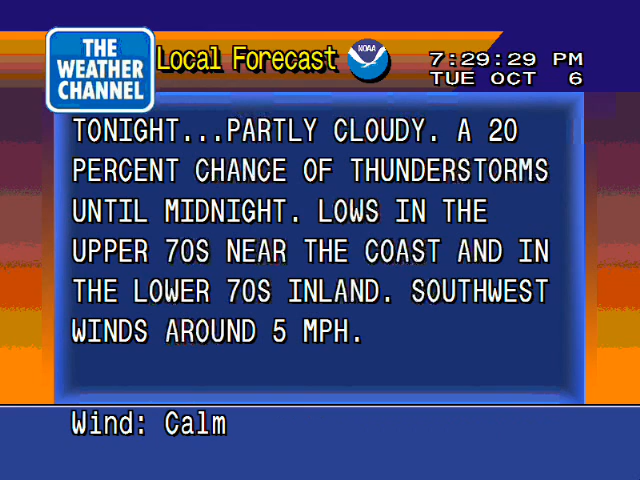 THE
WEATHER
CHANNEL
Local Forecast
NOAA
7:29:29 PM
TUE OCT 6
TONIGHT...PARTLY CLOUDY. A 20
PERCENT CHANCE OF THUNDERSTORMS
UNTIL MIDNIGHT. LOWS IN THE
UPPER 70S NEAR THE COAST AND IN
THE LOWER 70S INLAND. SOUTHWEST
WINDS AROUND 5 MPH.
Wind: Calm